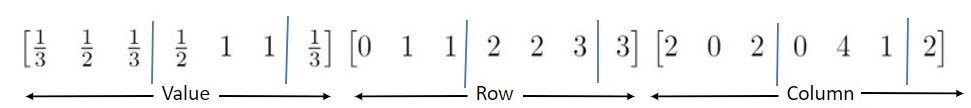 [1/3 1/2 1/3 1/2 1 1 1/3] [0 1 1 2 2 3 3] [2 0 2 0 4 1 2]
Value Row Column